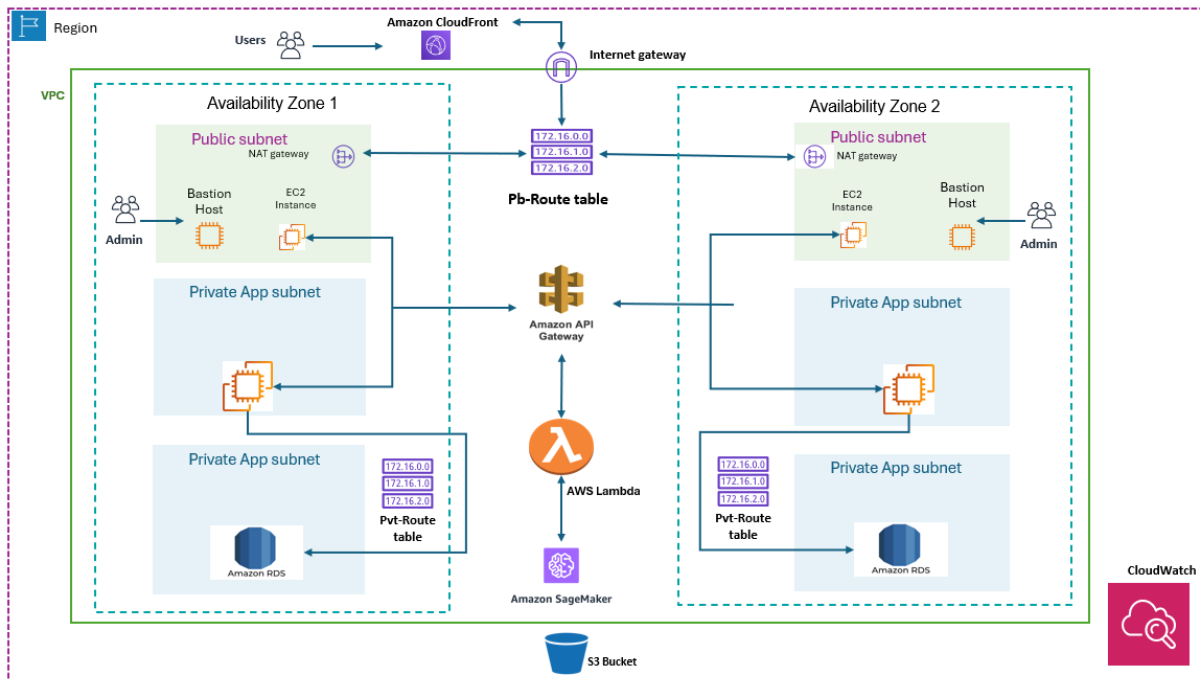 Region
Users
Amazon CloudFront
Internet gateway
VPC
Availability Zone 1
Public subnet
NAT gateway
Bastion
Host
EC2
Instance
Admin
172.16.0.0
172.16.1.0
172.16.2.0
Pb-Route table
Availability Zone 2
Public subnet
NAT gateway
EC2
Instance
Bastion
Host
Admin
Private App subnet
Amazon API
Gateway
Private App subnet
Private App subnet
172.16.0.0
172.16.1.0
172.16.2.0
Pvt-Route
table
Amazon RDS
AWS Lambda
Amazon SageMaker
172.16.0.0
172.16.1.0
172.16.2.0
Pvt-Route
table
Private App subnet
Amazon RDS
CloudWatch
S3 Bucket